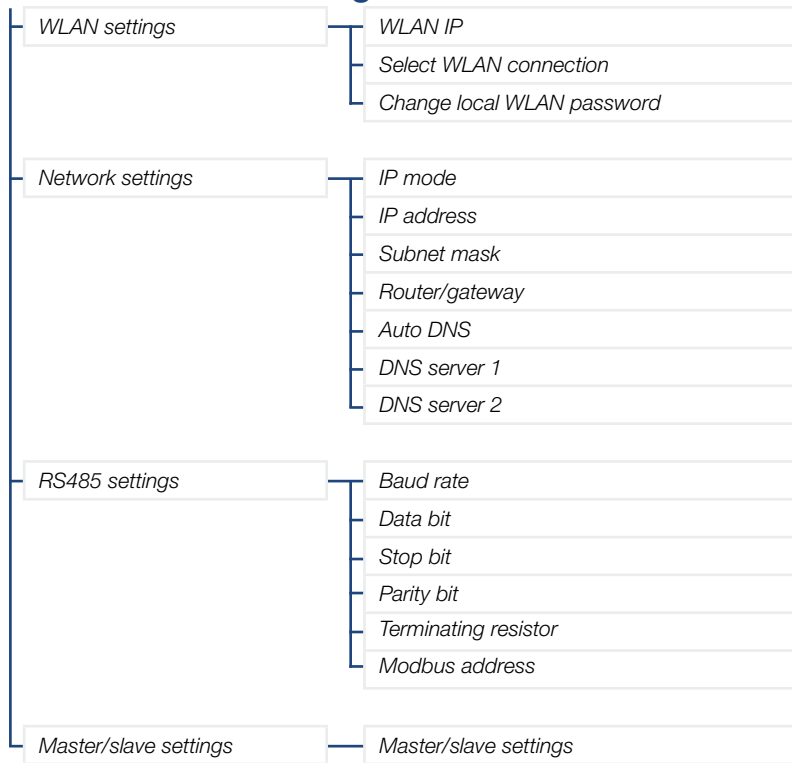 WLAN settings
WLAN IP
Select WLAN connection
Change local WLAN password
Network settings
IP mode
IP address
Subnet mask
Router/gateway
Auto DNS
DNS server 1
DNS server 2
RS485 settings
Baud rate
Data bit
Stop bit
Parity bit
Terminating resistor
Modbus address
Master/slave settings
Master/slave settings